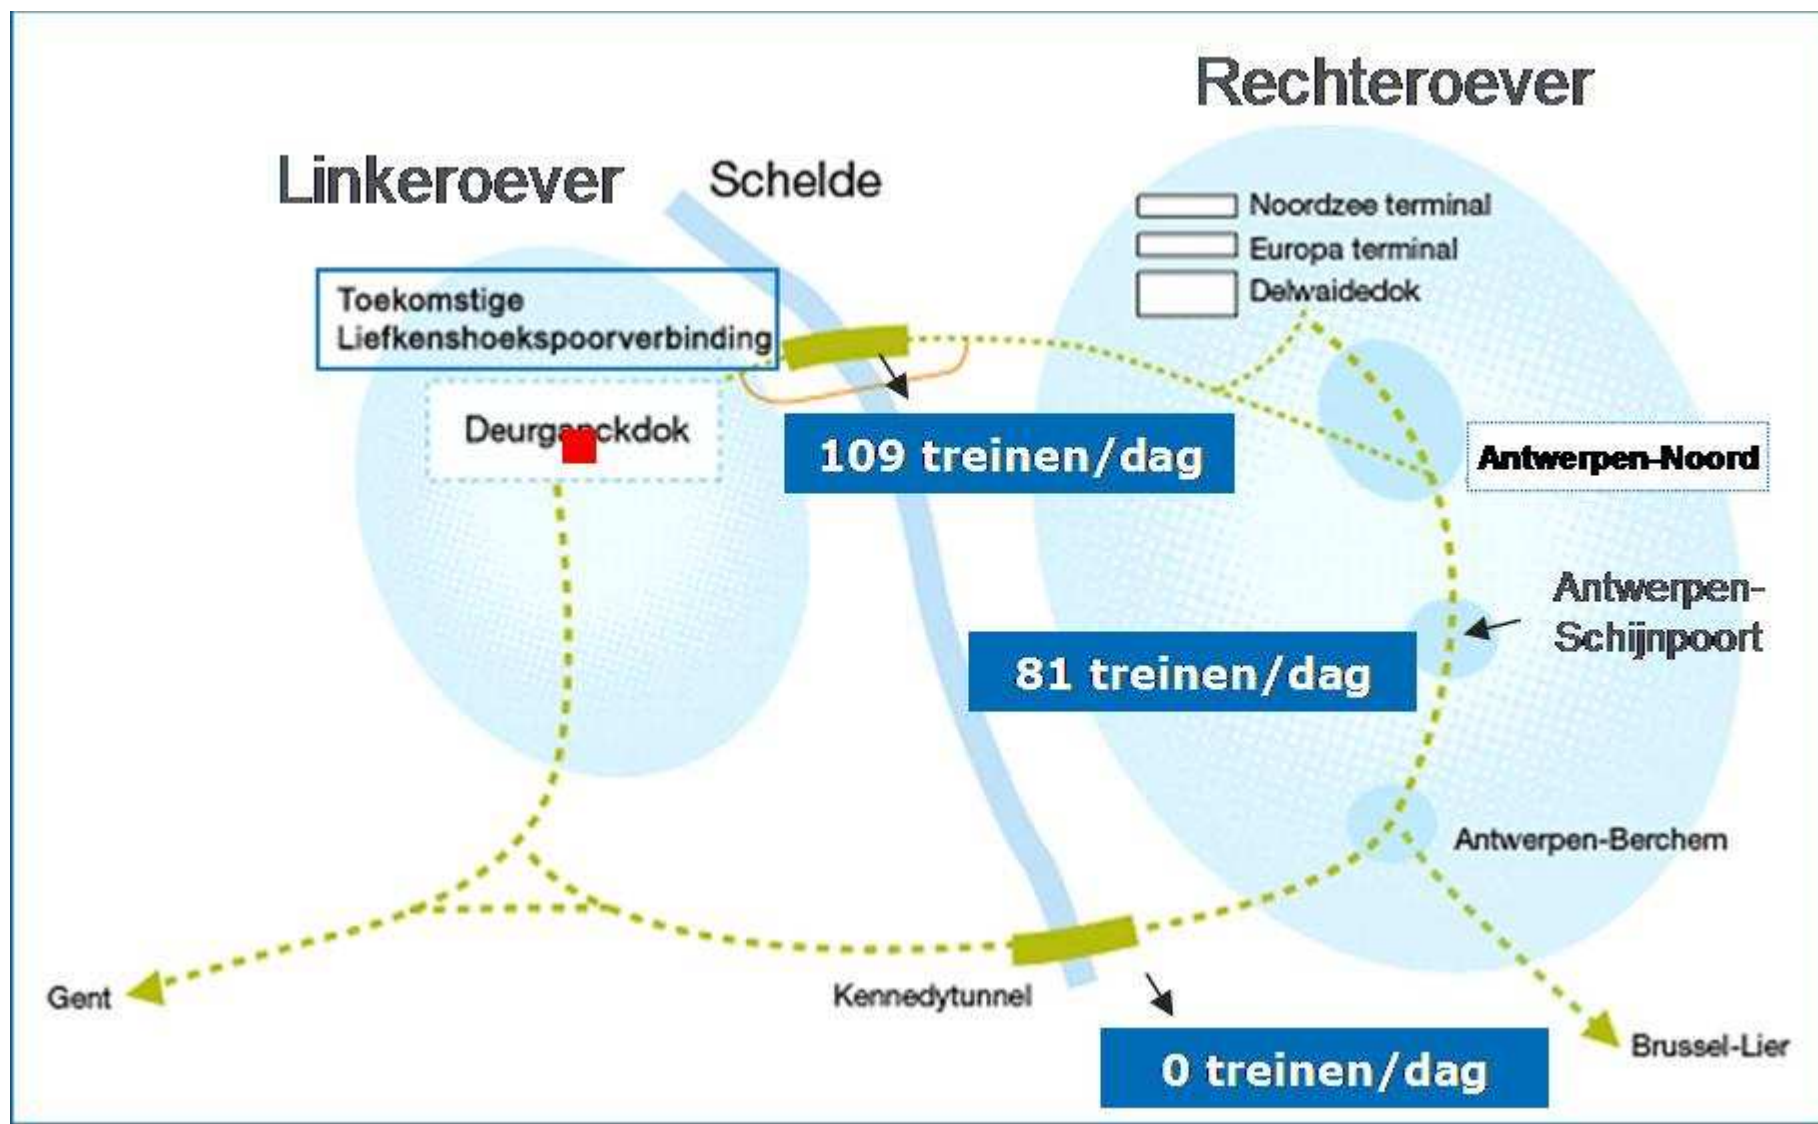 Rechteroever
Linkeroever
Schelde
Noordzee terminal
Europa terminal
Delwaidedok
Toekomstige
Liefkenshoekspoorverbinding
Deurganckdok
109 treinen/dag
Antwerpen-Noord
Antwerpen-
Schijnpoort
81 treinen/dag
Antwerpen-Berchem
Gent
Kennedytunnel
Brussel-Lier
0 treinen/dag